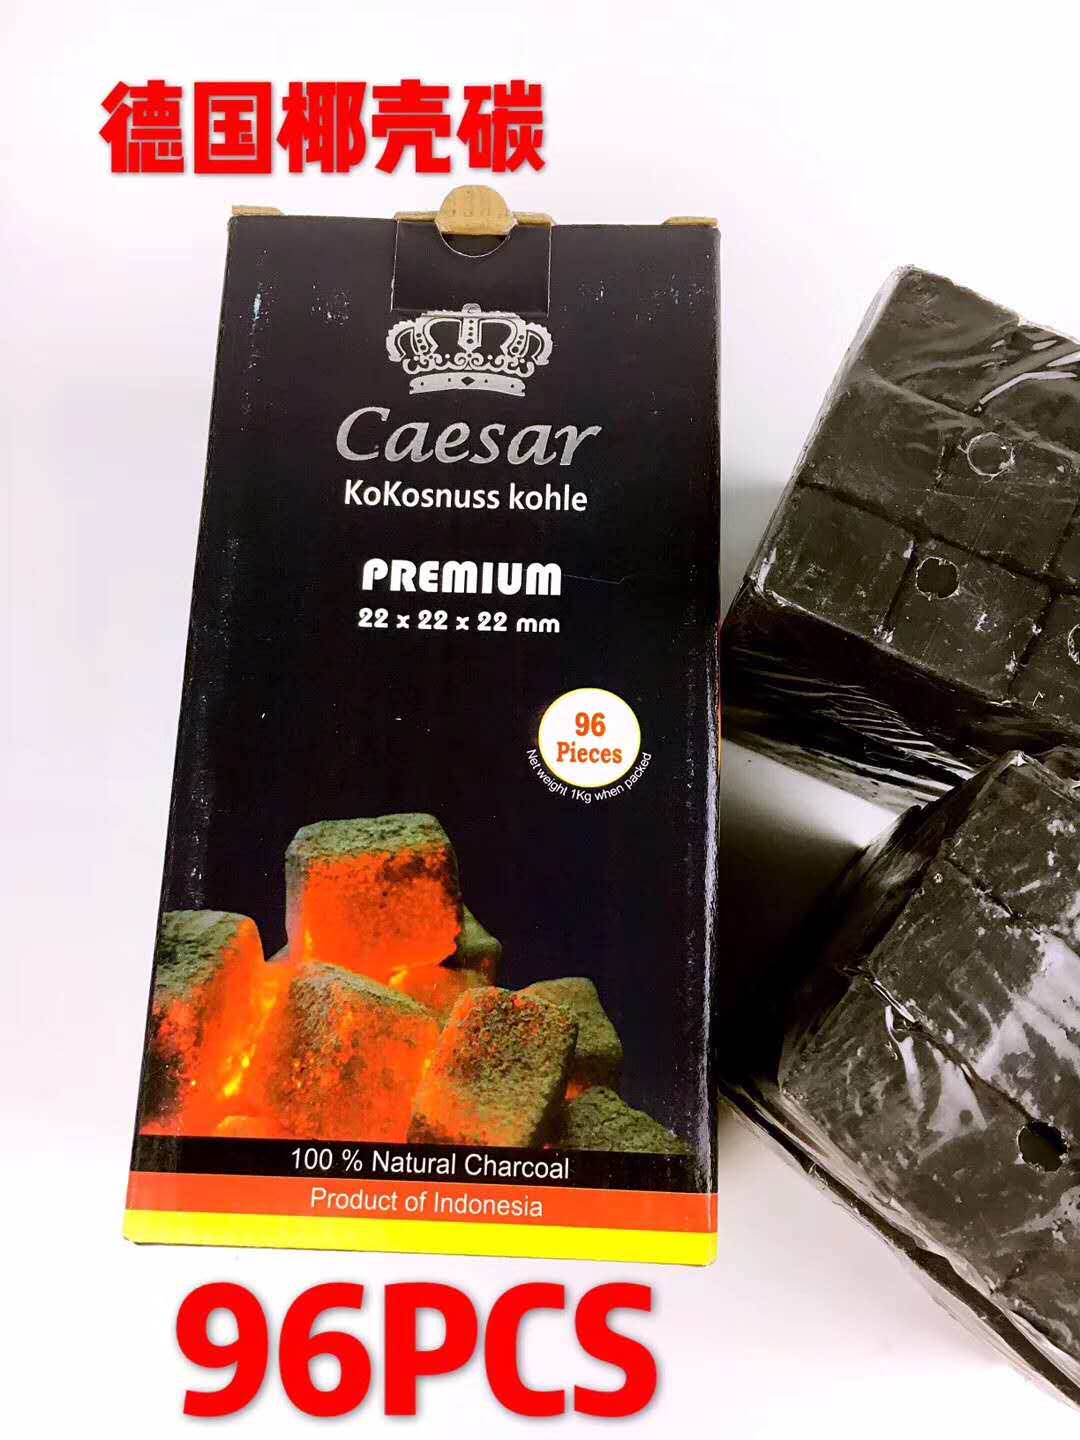 德国椰壳碳
Caesar
KoKosnuss kohle
PREMIUM
22 x 22 x 22 mm
96
Pieces
Net weight 1Kg when packed
100 % Natural Charcoal
Product of Indonesia
96PCS